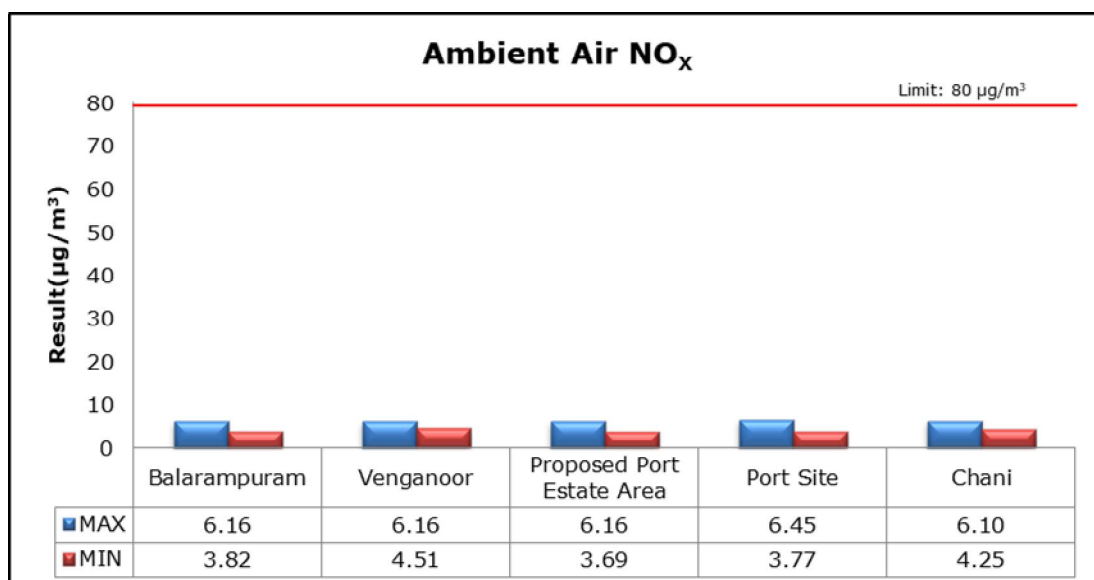 Ambient Air NOX
Limit: 80 µg/m³
Result(µg/m³)
80
70
60
50
40
30
20
10
0
Balarampuram Venganoor Proposed Port Estate Area Port Site Chani
MAX 6.16 6.16 6.16 6.45 6.10
MIN 3.82 4.51 3.69 3.77 4.25